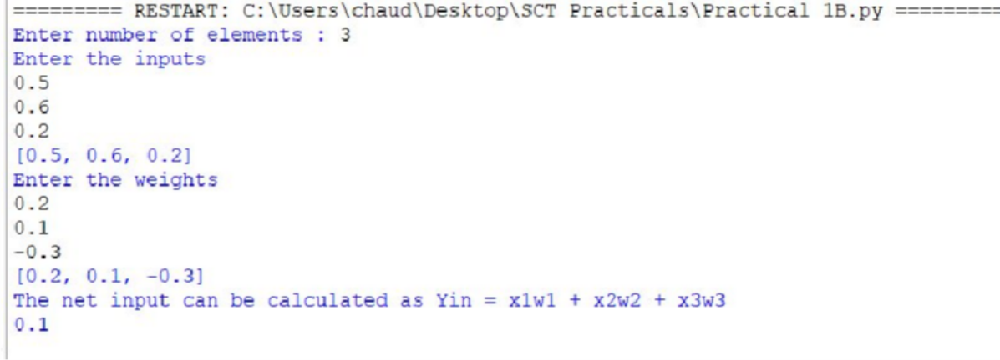 ========= RESTART: C:\Users\chaud\Desktop\SCT Practicals\Practical 1B.py =========
Enter number of elements : 3
Enter the inputs
0.5
0.6
0.2
[0.5, 0.6, 0.2]
Enter the weights
0.2
0.1
-0.3
[0.2, 0.1, -0.3]
The net input can be calculated as Yin = x1w1 + x2w2 + x3w3
0.1